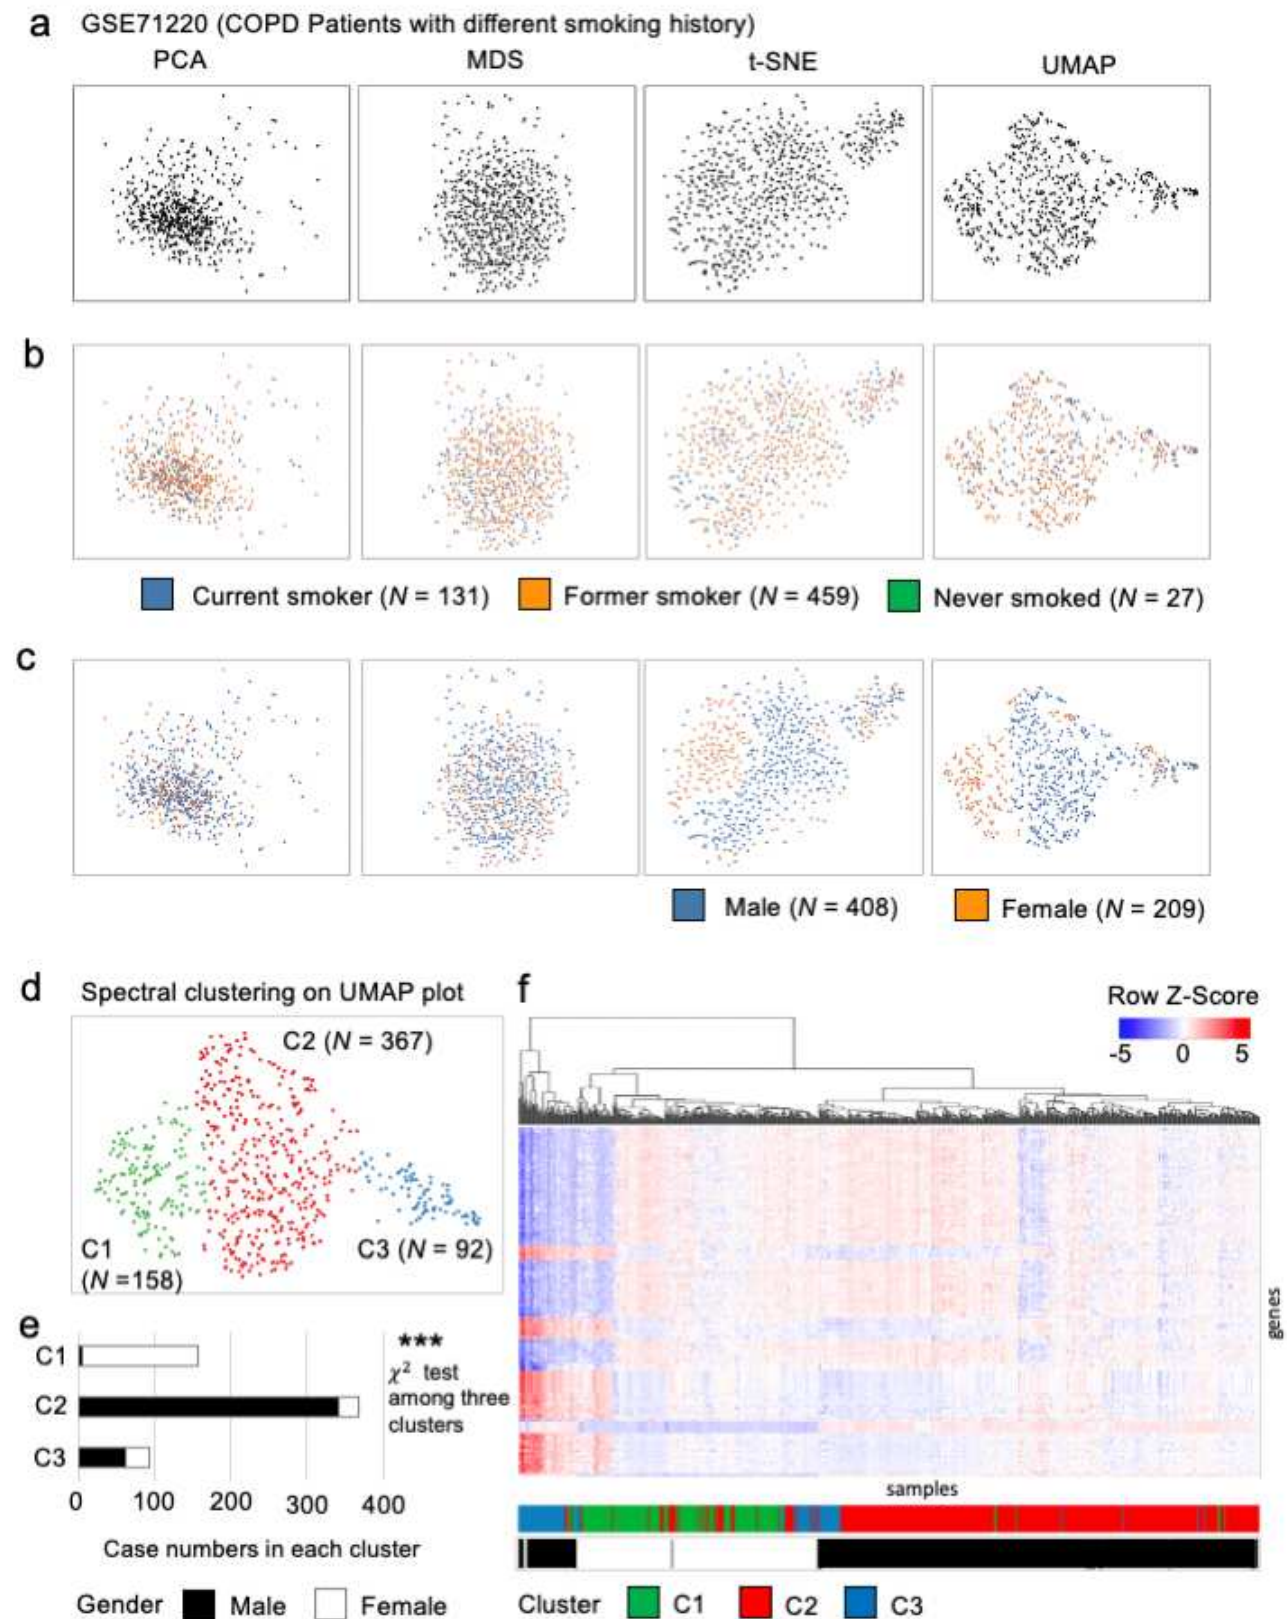 a GSE71220 (COPD Patients with different smoking history)
PCA MDS t-SNE UMAP
b
Current smoker (N = 131) Former smoker (N = 459) Never smoked (N = 27)
c
Male (N = 408) Female (N = 209)
d Spectral clustering on UMAP plot
C2 (N = 367)
C1
(N =158)
C3 (N = 92)
e
C1
C2
C3
***
χ² test
among three
clusters
0 100 200 300 400
Case numbers in each cluster
Gender Male Female
f
Row Z-Score
-5 0 5
genes
samples
Cluster C1 C2 C3